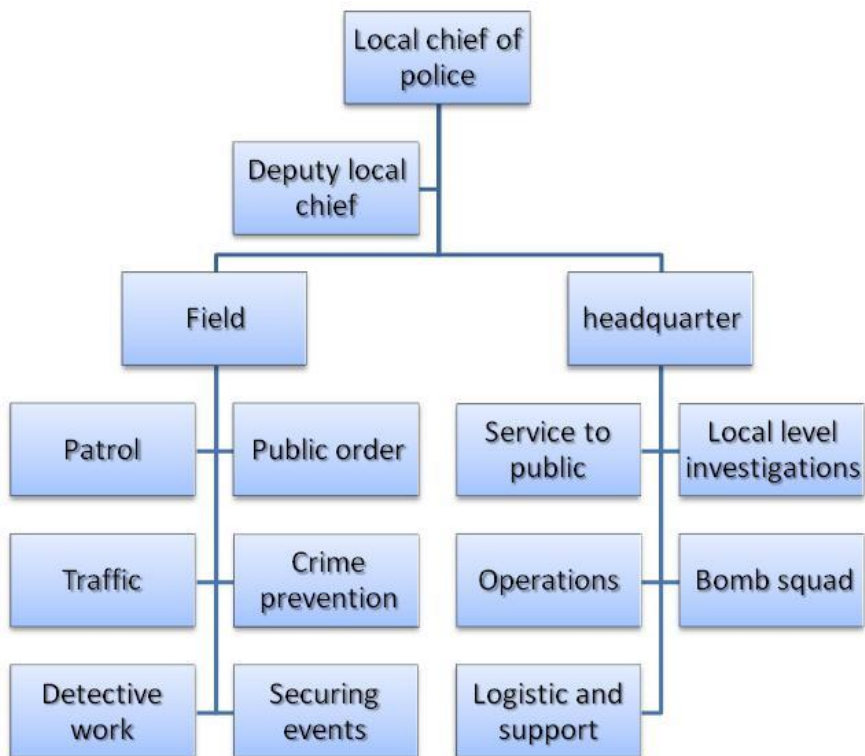 Local chief of
police
Deputy local
chief
Field
headquarter
Patrol
Public order
Service to
public
Local level
investigations
Traffic
Crime
prevention
Operations
Bomb squad
Detective
work
Securing
events
Logistic and
support